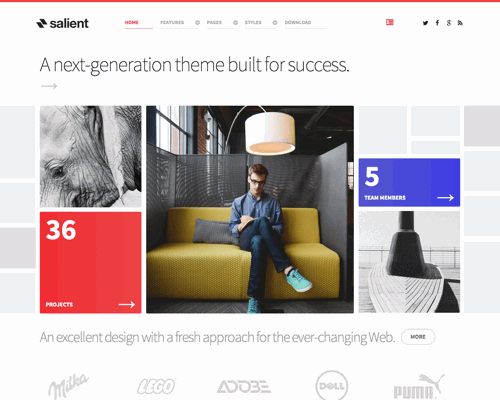 salient
HOME FEATURES PAGES STYLES DOWNLOAD
A next-generation theme built for success.
36
PROJECTS
5
TEAM MEMBERS
An excellent design with a fresh approach for the ever-changing Web.
MORE
Milka
LEGO
ADOBE
DELL
PUMA